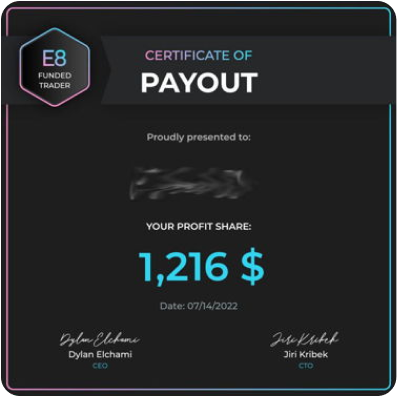 E8
FUNDED
TRADER
CERTIFICATE OF
PAYOUT
Proudly presented to:
YOUR PROFIT SHARE:
1,216 $
Date: 07/14/2022
Dylan Elchami
Jiri Kribek
Dylan Elchami
Jiri Kribek
CEO
CTO